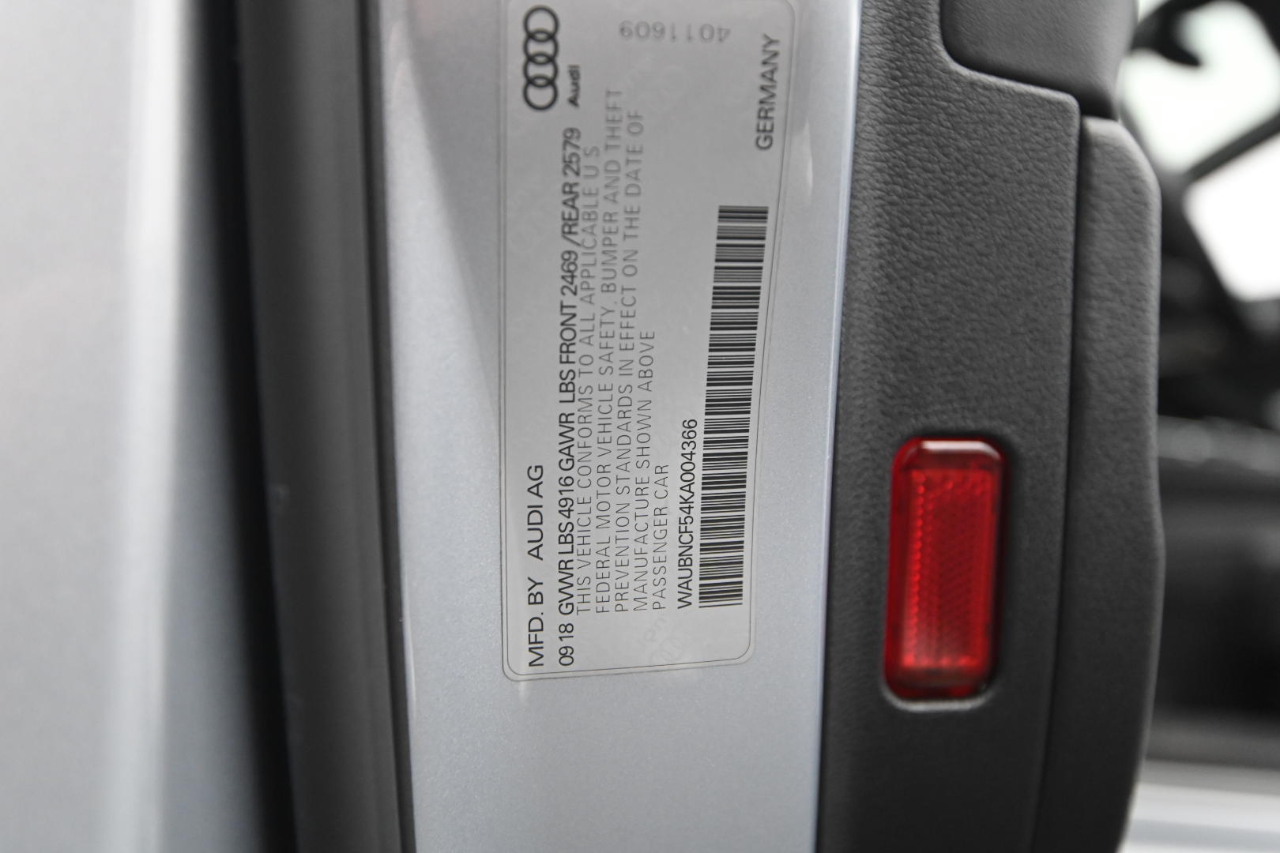 MFD. BY AUDI AG
Audi
09 18 GVWR LBS 4916 GAWR LBS FRONT 2469 /REAR 2579
THIS VEHICLE CONFORMS TO ALL APPLICABLE U S
FEDERAL MOTOR VEHICLE SAFETY, BUMPER AND THEFT
PREVENTION STANDARDS IN EFFECT ON THE DATE OF
MANUFACTURE SHOWN ABOVE
PASSENGER CAR
WAUBNCF54KA004366
GERMANY
4011609